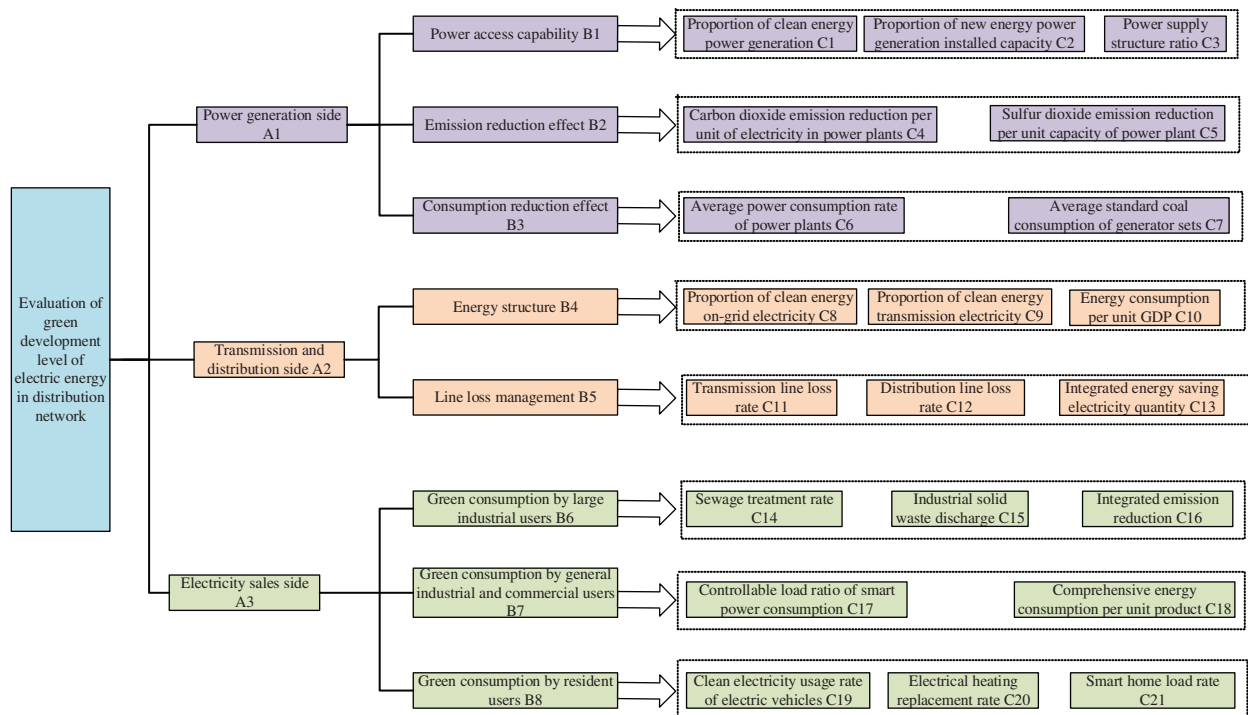 Evaluation of
green
development
level of
electric energy
in distribution
network
Power generation side
A1
Power access capability B1
Proportion of clean energy
power generation C1
Proportion of new energy power
generation installed capacity C2
Power supply
structure ratio C3
Emission reduction effect B2
Carbon dioxide emission reduction per
unit of electricity in power plants C4
Sulfur dioxide emission reduction
per unit capacity of power plant C5
Consumption reduction effect
B3
Average power consumption rate
of power plants C6
Average standard coal
consumption of generator sets C7
Transmission and
distribution side A2
Energy structure B4
Proportion of clean energy
on-grid electricity C8
Proportion of clean energy
transmission electricity C9
Energy consumption
per unit GDP C10
Line loss management B5
Transmission line loss
rate C11
Distribution line loss
rate C12
Integrated energy saving
electricity quantity C13
Electricity sales side
A3
Green consumption by large
industrial users B6
Sewage treatment rate
C14
Industrial solid
waste discharge C15
Integrated emission
reduction C16
Green consumption by general
industrial and commercial users
B7
Controllable load ratio of smart
power consumption C17
Comprehensive energy
consumption per unit product C18
Green consumption by resident
users B8
Clean electricity usage rate
of electric vehicles C19
Electrical heating
replacement rate C20
Smart home load rate
C21